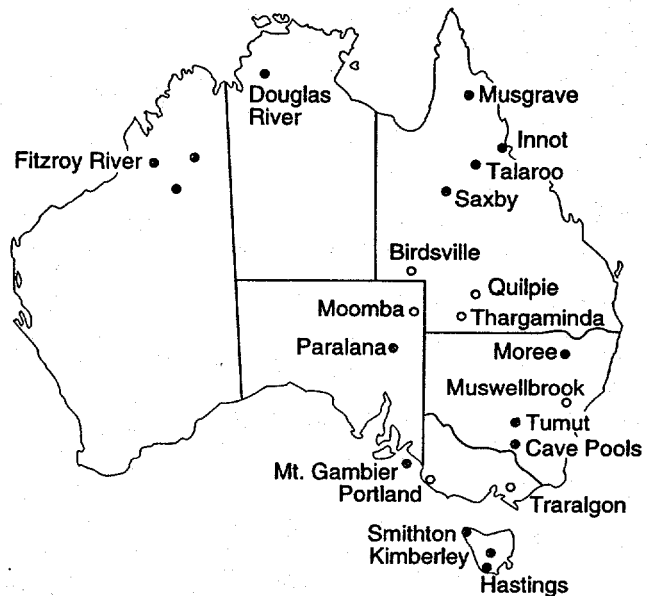 Douglas
River
Musgrave
Innot
Fitzroy River
Talaroo
Saxby
Birdsville
Quilpie
Moomba
Thargaminda
Paralana
Moree
Muswellbrook
Tumut
Cave Pools
Mt. Gambier
Portland
Traralgon
Smithton
Kimberley
Hastings